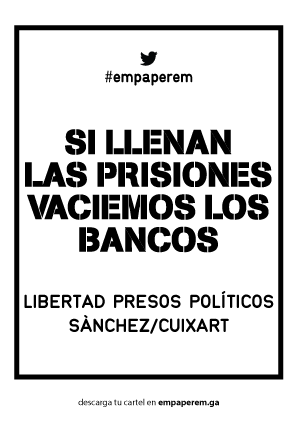 #empaperem
SI LLENAN
LAS PRISIONES
VACIEMOS LOS
BANCOS
LIBERTAD PRESOS POLÍTICOS
SÀNCHEZ/CUIXART
descarga tu cartel en empaperem.ga